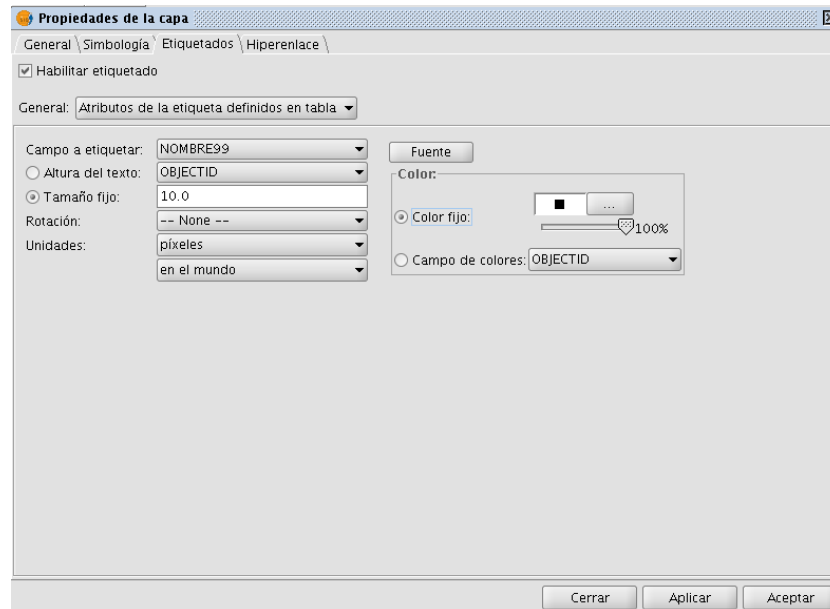 Propiedades de la capa
General Simbología Etiquetados Hiperenlace
Habilitar etiquetado
General: Atributos de la etiqueta definidos en tabla
Campo a etiquetar: NOMBRE99
Altura del texto: OBJECTID
Tamaño fijo: 10.0
Rotación: -- None --
Unidades: píxeles
en el mundo
Fuente
Color:
Color fijo: ...
100%
Campo de colores: OBJECTID
Cerrar Aplicar Aceptar